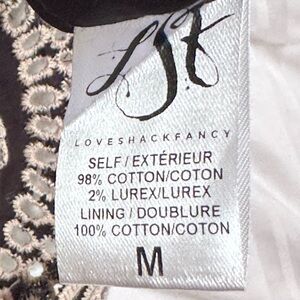 LSF
LOVESHACKFANCY
SELF / EXTÉRIEUR
98% COTTON/COTON
2% LUREX/LUREX
LINING / DOUBLURE
100% COTTON/COTON
M